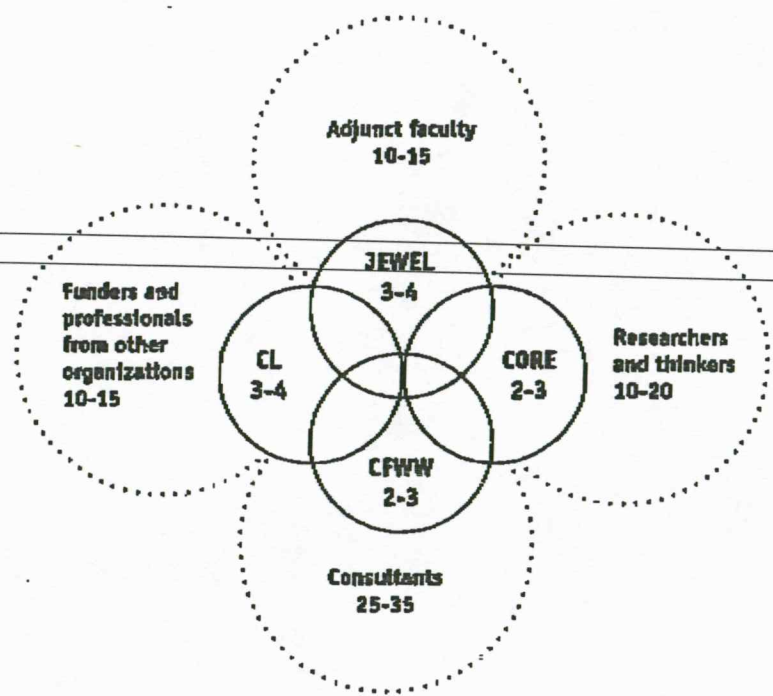 Adjunct faculty
10-15
JEWEL
3-4
Funders and
professionals
from other
organizations
10-15
CL
3-4
CORE
2-3
Researchers
and thinkers
10-20
CFWW
2-3
Consultants
25-35